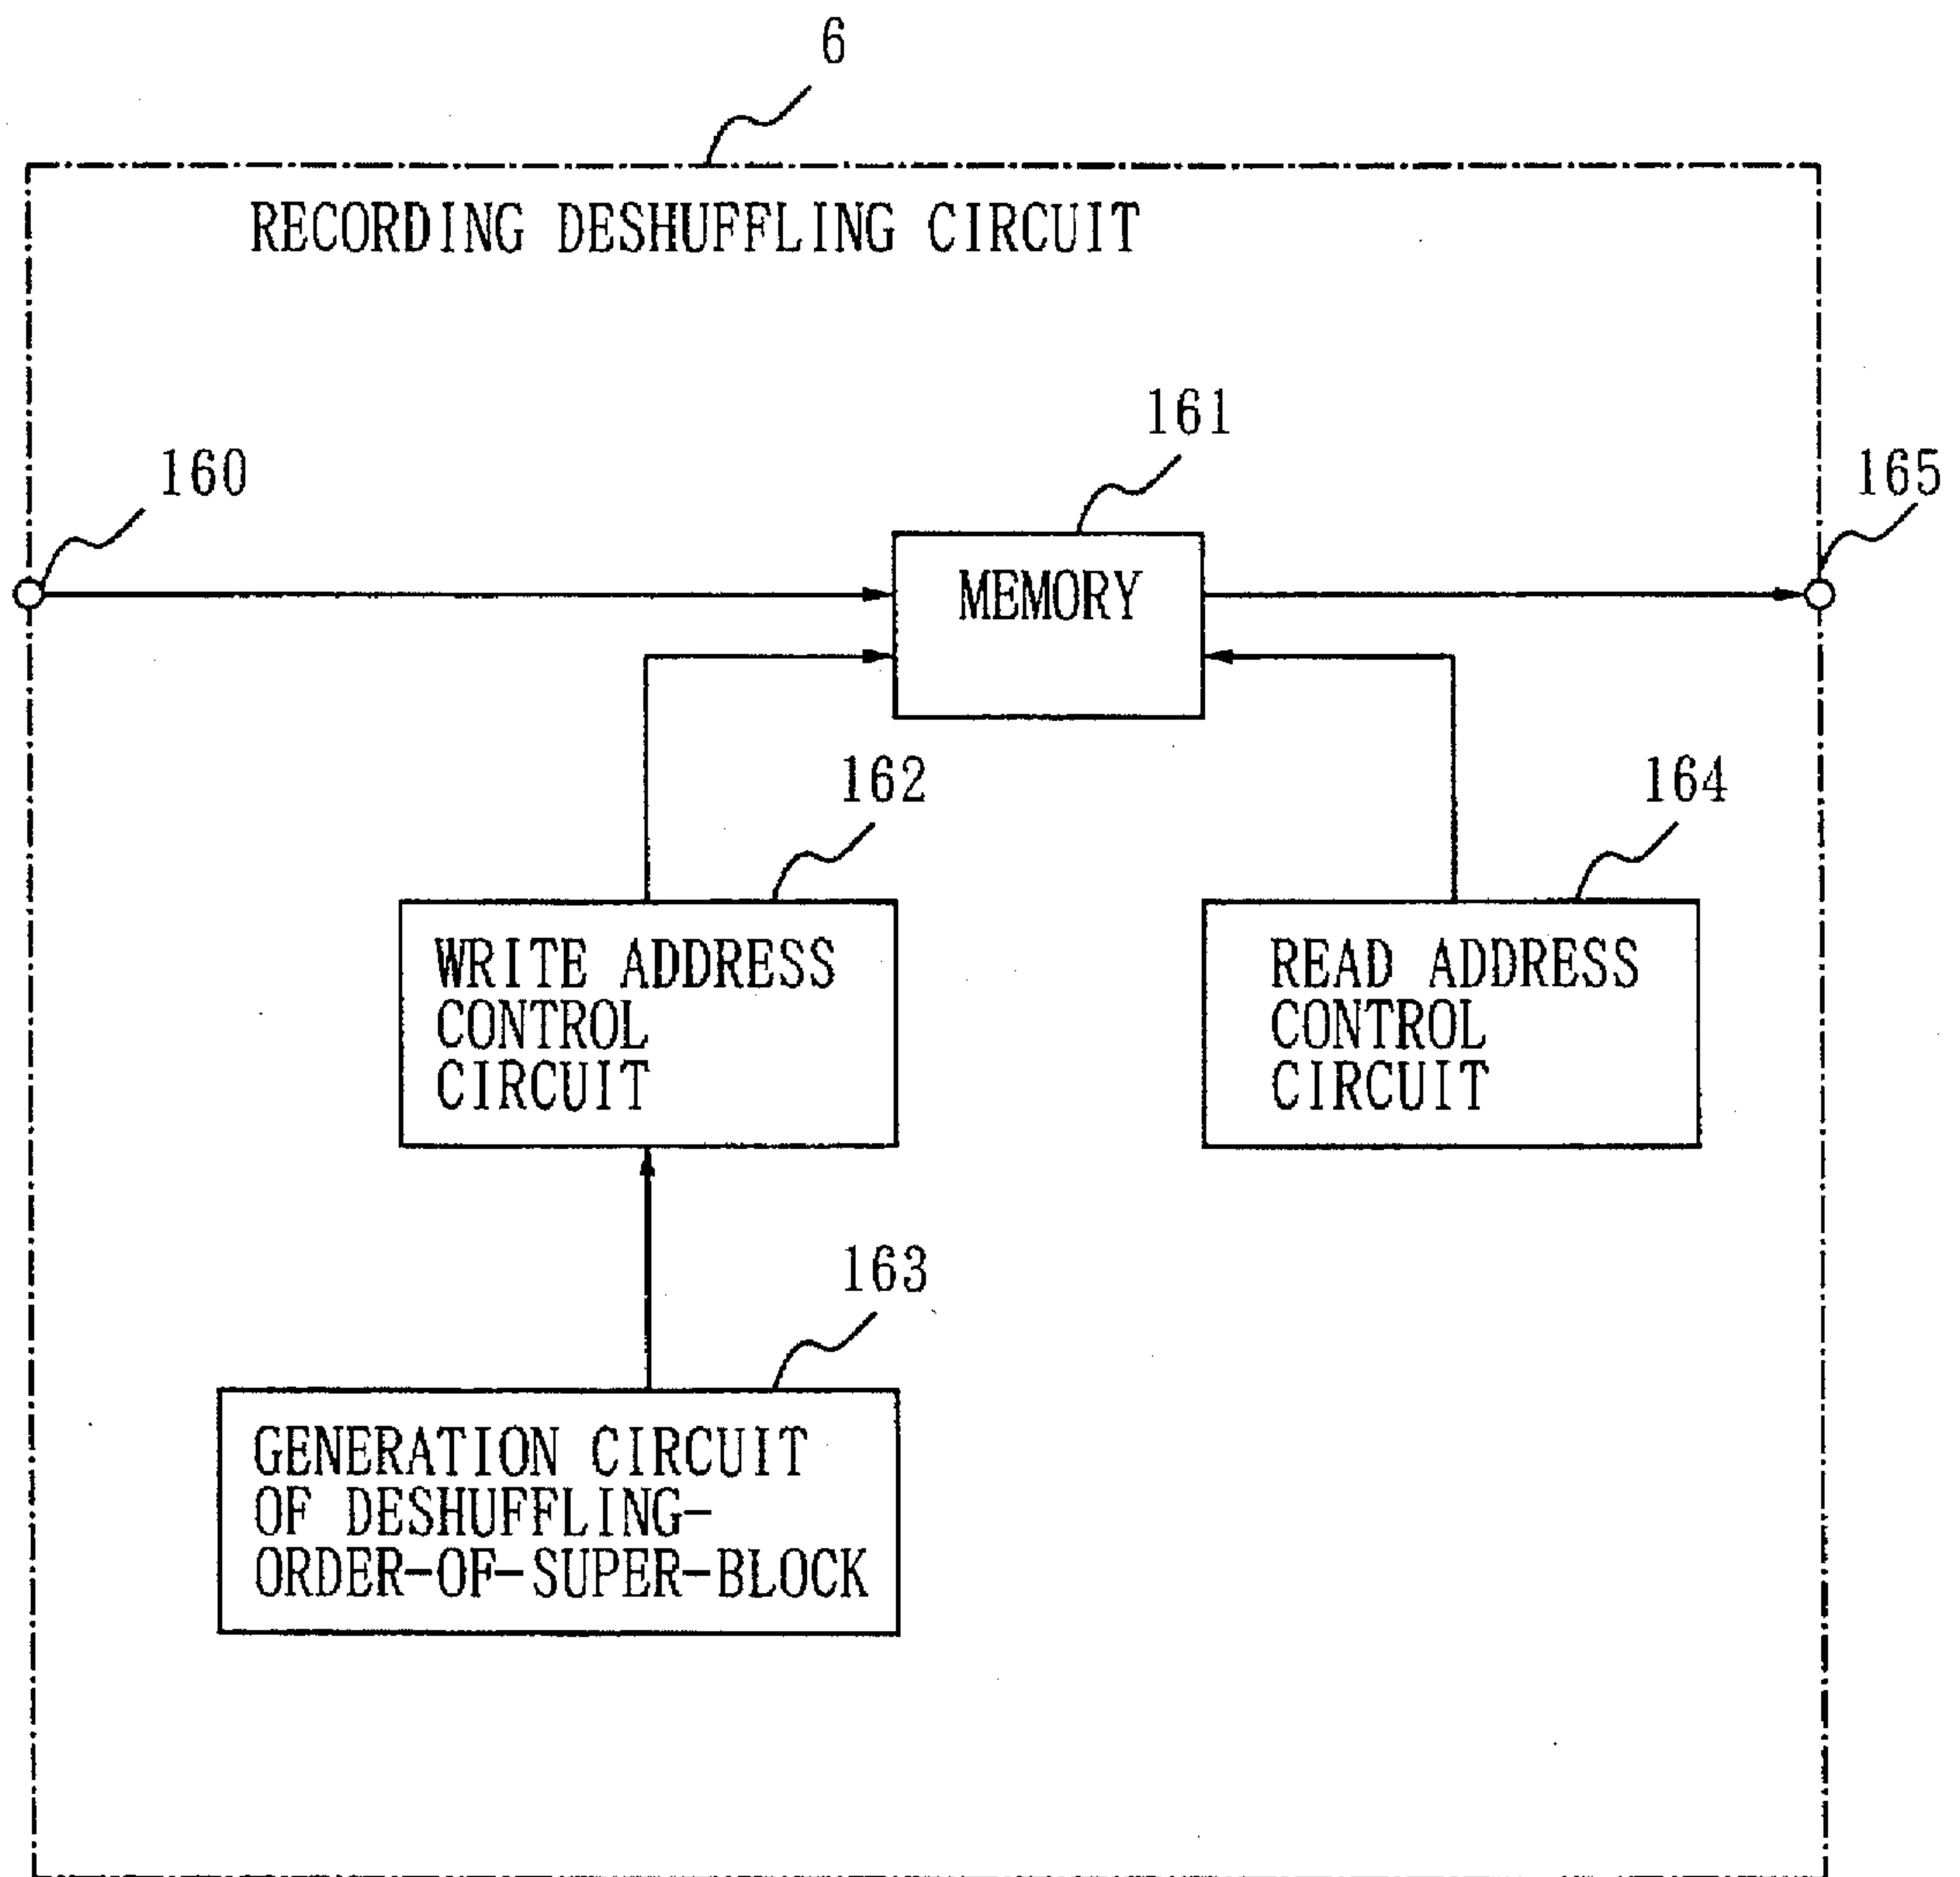 6
RECORDING DESHUFFLING CIRCUIT
161
160
165
MEMORY
162
164
WRITE ADDRESS
CONTROL
CIRCUIT
READ ADDRESS
CONTROL
CIRCUIT
163
GENERATION CIRCUIT
OF DESHUFFLING-
ORDER-OF-SUPER-BLOCK